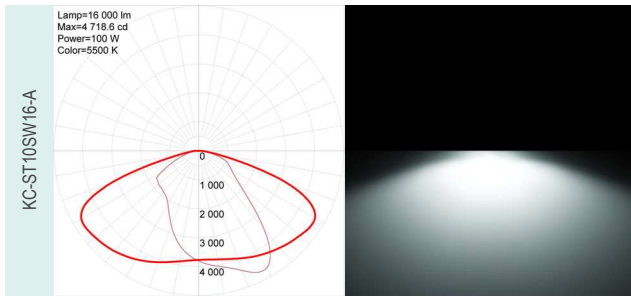 KC-ST10SW16-A
Lamp=16 000 lm
Max=4 718.6 cd
Power=100 W
Color=5500 K
0
1 000
2 000
3 000
4 000